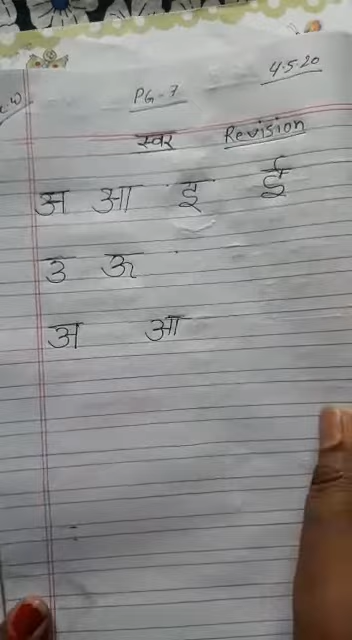 PG-7 4.5.20
स्वर Revision
अ आ इ ई
उ ऊ
अ आ